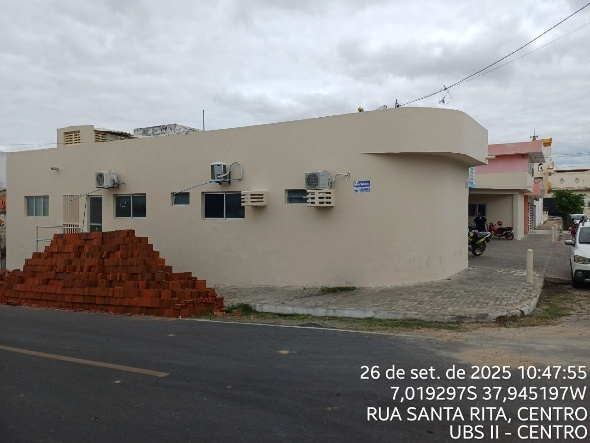 26 de set. de 2025 10:47:55
7,019297S 37,945197W
RUA SANTA RITA, CENTRO
UBS II - CENTRO